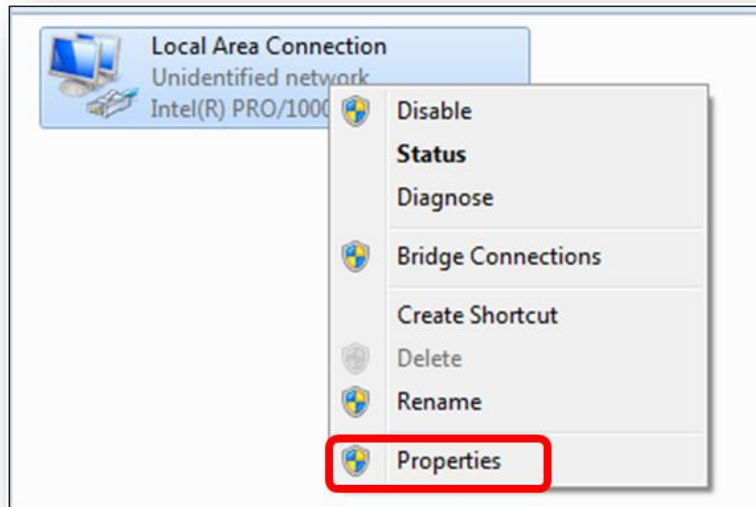 Local Area Connection
Unidentified network
Intel(R) PRO/1000
Disable
Status
Diagnose
Bridge Connections
Create Shortcut
Delete
Rename
Properties